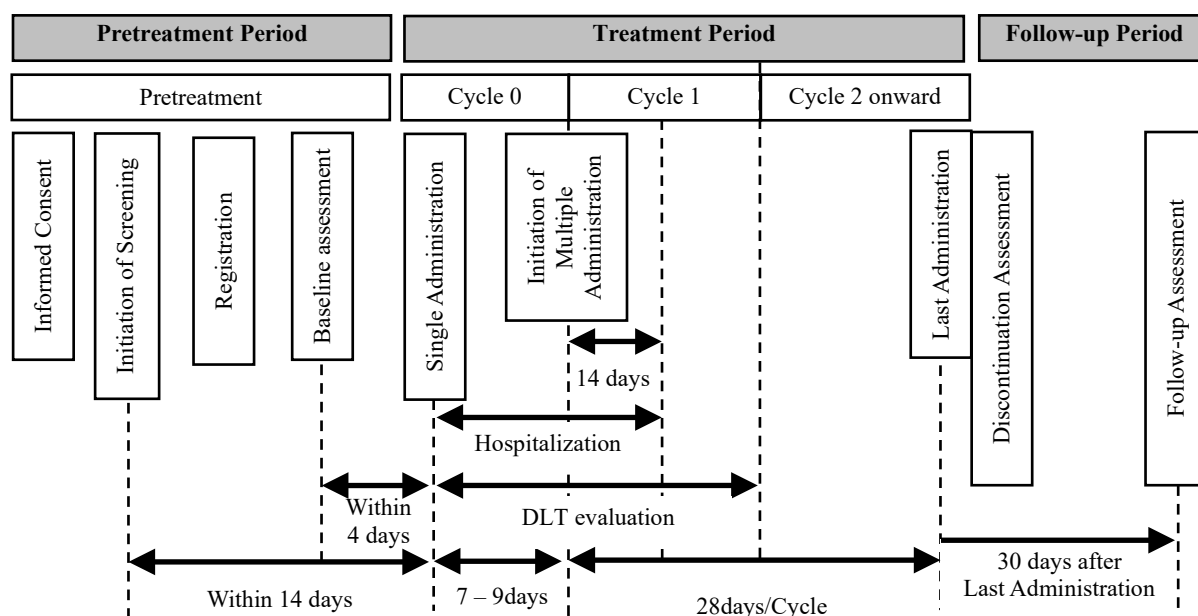 Pretreatment Period
Treatment Period
Follow-up Period
Pretreatment
Cycle 0
Cycle 1
Cycle 2 onward
Informed Consent
Initiation of Screening
Registration
Baseline assessment
Single Administration
Initiation of
Multiple
Administration
Last Administration
Discontinuation Assessment
Follow-up Assessment
14 days
Hospitalization
Within
4 days
DLT evaluation
Within 14 days
7 – 9days
28days/Cycle
30 days after
Last Administration